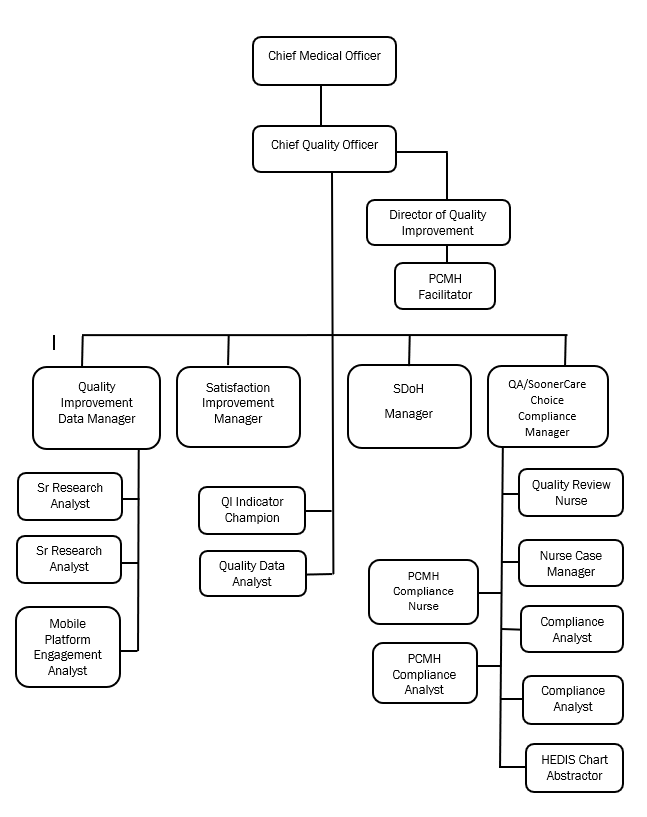 Chief Medical Officer
Chief Quality Officer
Director of Quality
Improvement
PCMH
Facilitator
Quality
Improvement
Data Manager
Satisfaction
Improvement
Manager
SDoH
Manager
QA/SoonerCare
Choice
Compliance
Manager
Sr Research
Analyst
Sr Research
Analyst
Mobile
Platform
Engagement
Analyst
QI Indicator
Champion
Quality Data
Analyst
PCMH
Compliance
Nurse
PCMH
Compliance
Analyst
Quality Review
Nurse
Nurse Case
Manager
Compliance
Analyst
Compliance
Analyst
HEDIS Chart
Abstractor